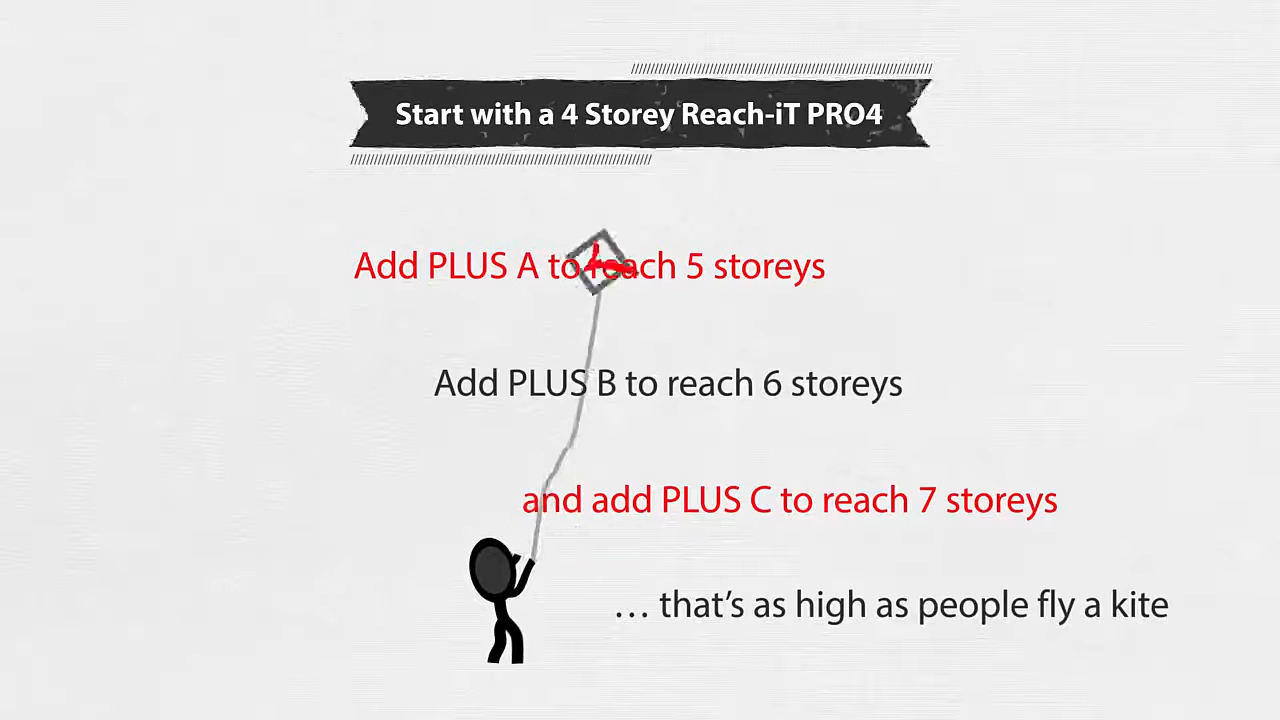 Start with a 4 Storey Reach-iT PRO4
Add PLUS A to reach 5 storeys
Add PLUS B to reach 6 storeys
and add PLUS C to reach 7 storeys
… that’s as high as people fly a kite